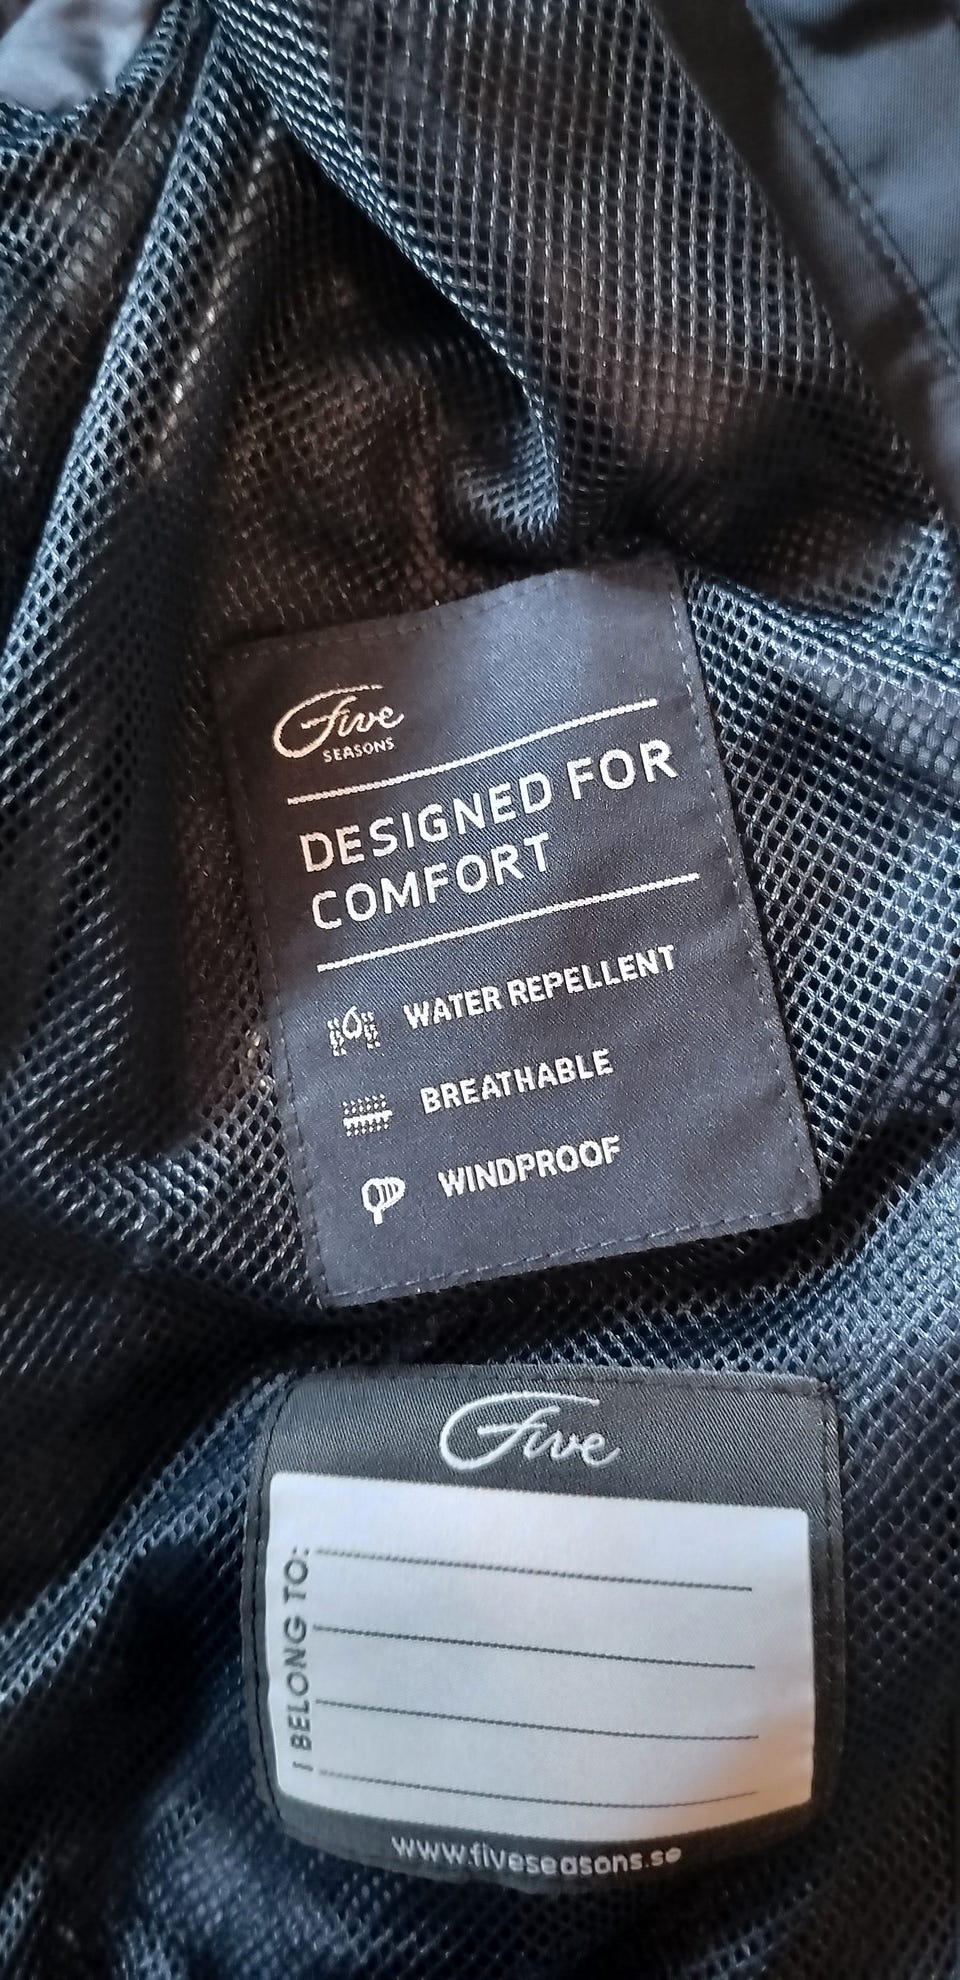 Five
SEASONS
DESIGNED FOR
COMFORT
WATER REPELLENT
BREATHABLE
WINDPROOF
Five
I BELONG TO:
www.fiveseasons.se